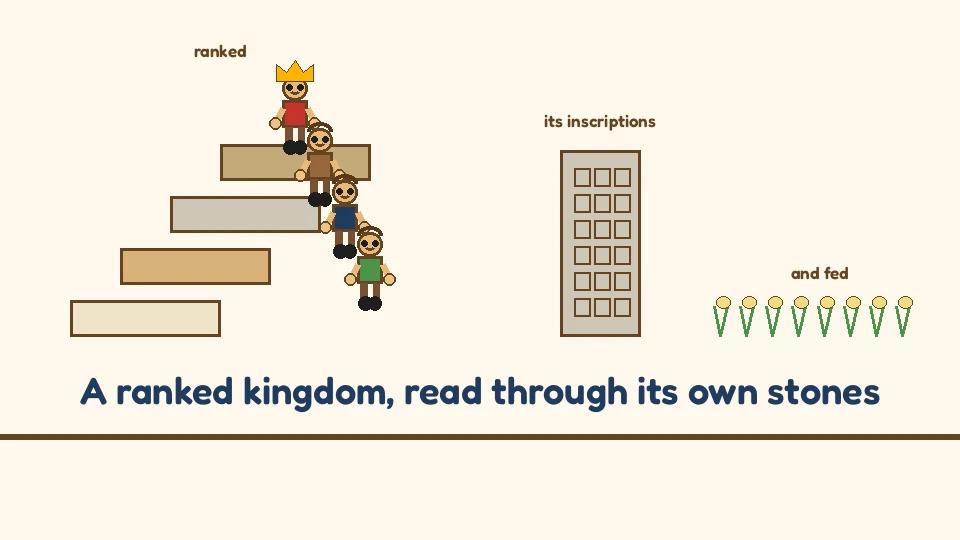 ranked
its inscriptions
and fed
A ranked kingdom, read through its own stones